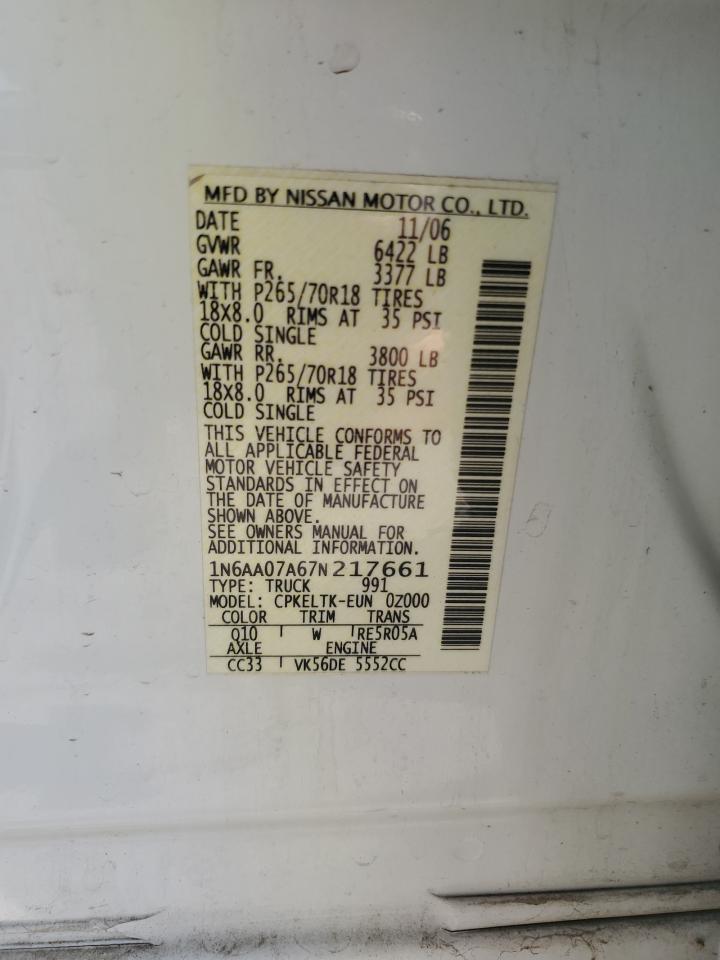 MFD BY NISSAN MOTOR CO., LTD.
DATE 11/06
GVWR 6422 LB
GAWR FR. 3377 LB
WITH P265/70R18 TIRES
18X8.0 RIMS AT 35 PSI
COLD SINGLE
GAWR RR. 3800 LB
WITH P265/70R18 TIRES
18X8.0 RIMS AT 35 PSI
COLD SINGLE
THIS VEHICLE CONFORMS TO
ALL APPLICABLE FEDERAL
MOTOR VEHICLE SAFETY
STANDARDS IN EFFECT ON
THE DATE OF MANUFACTURE
SHOWN ABOVE.
SEE OWNERS MANUAL FOR
ADDITIONAL INFORMATION.
1N6AA07A67N217661
TYPE: TRUCK 991
MODEL: CPKELTK-EUN 0Z000
COLOR TRIM TRANS
Q10 W RE5R05A
AXLE ENGINE
CC33 VK56DE 5552CC